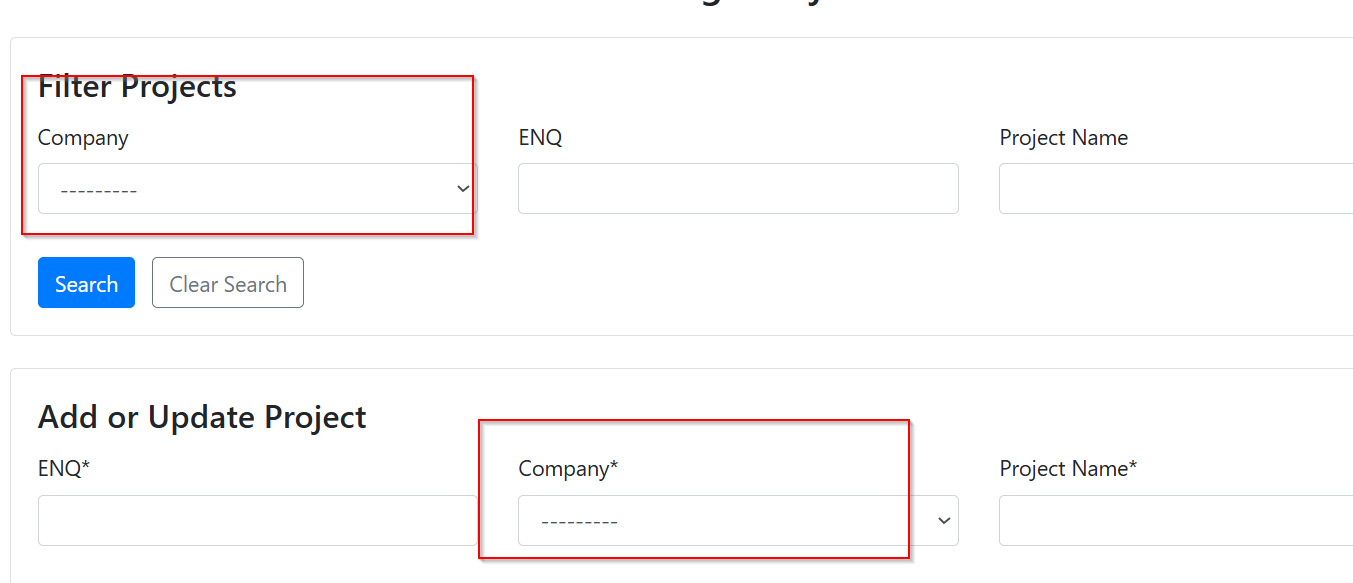 Filter Projects
Company ENQ Project Name
---------
Search Clear Search
Add or Update Project
ENQ* Company* Project Name*
---------